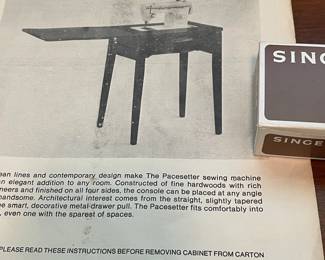 SING
SINGE
ean lines and contemporary design make The Pacesetter sewing machine
n elegant addition to any room. Constructed of fine hardwoods with rich
neers and finished on all four sides, the console can be placed at any angle
handsome. Architectural interest comes from the straight, slightly tapered
e smart, decorative metal drawer pull. The Pacesetter fits comfortably into
, even one with the sparest of spaces.
PLEASE READ THESE INSTRUCTIONS BEFORE REMOVING CABINET FROM CARTON